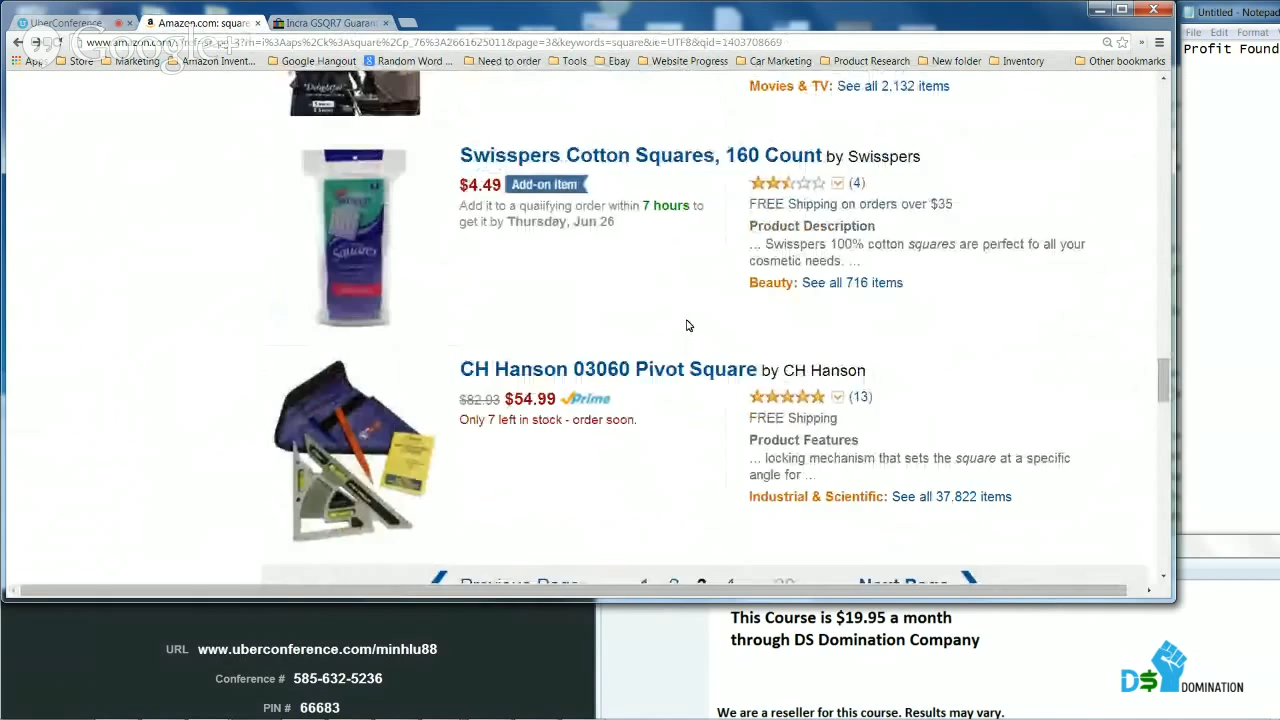 UberConference
Amazon.com: square
Incra GSQR7 Guarant
Untitled - Notepad
File Edit Format
Profit Found
Google+
Store Marketing Amazon Invent... Google Hangout Random Word ... Need to order Tools Ebay Website Progress Car Marketing Product Research New folder Inventory Other bookmarks
Movies & TV: See all 2,132 items
Swisspers Cotton Squares, 160 Count by Swisspers
$4.49 Add-on Item
Add it to a qualifying order within 7 hours to
get it by Thursday, Jun 26
(4)
FREE Shipping on orders over $35
Product Description
... Swisspers 100% cotton squares are perfect fo all your
cosmetic needs. ...
Beauty: See all 716 items
Squares
CH Hanson 03060 Pivot Square by CH Hanson
$82.93 $54.99 Prime
Only 7 left in stock - order soon.
(13)
FREE Shipping
Product Features
... locking mechanism that sets the square at a specific
angle for ...
Industrial & Scientific: See all 37,822 items
Previous Page
Next Page
URL www.uberconference.com/minhlu88
Conference # 585-632-5236
PIN # 66683
This Course is $19.95 a month
through DS Domination Company
D$ DOMINATION
We are a reseller for this course. Results may vary.